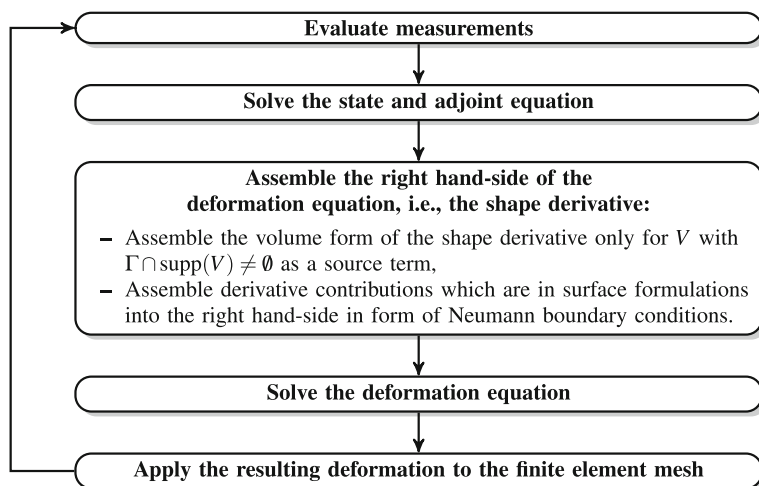 Evaluate measurements
Solve the state and adjoint equation
Assemble the right hand-side of the
deformation equation, i.e., the shape derivative:
– Assemble the volume form of the shape derivative only for V with
Γ∩supp(V) ≠ ∅ as a source term,
– Assemble derivative contributions which are in surface formulations
into the right hand-side in form of Neumann boundary conditions.
Solve the deformation equation
Apply the resulting deformation to the finite element mesh